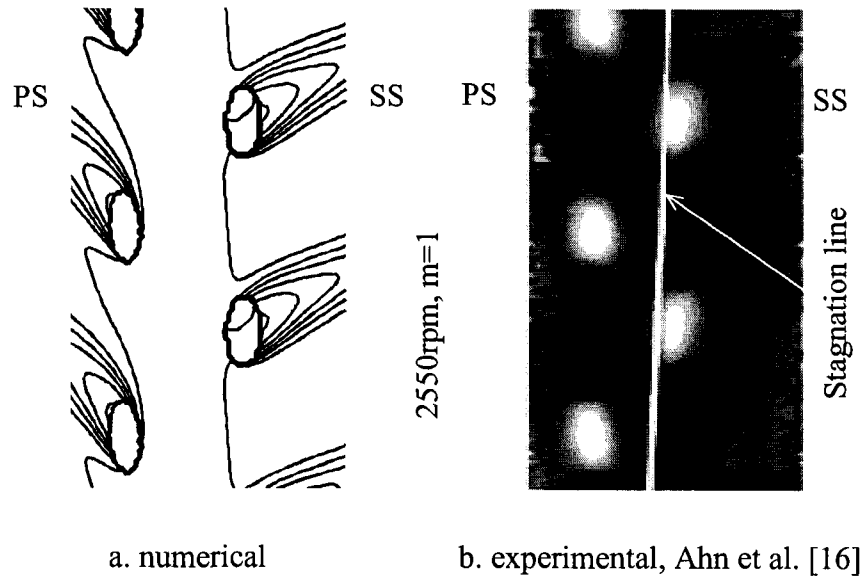 PS
SS
PS
SS
2550rpm, m=1
Stagnation line
a. numerical
b. experimental, Ahn et al. [16]